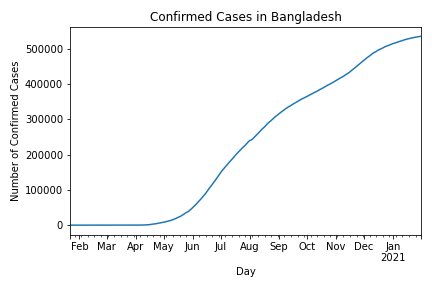 Confirmed Cases in Bangladesh
Number of Confirmed Cases
500000
400000
300000
200000
100000
0
Feb Mar Apr May Jun Jul Aug Sep Oct Nov Dec Jan
2021
Day